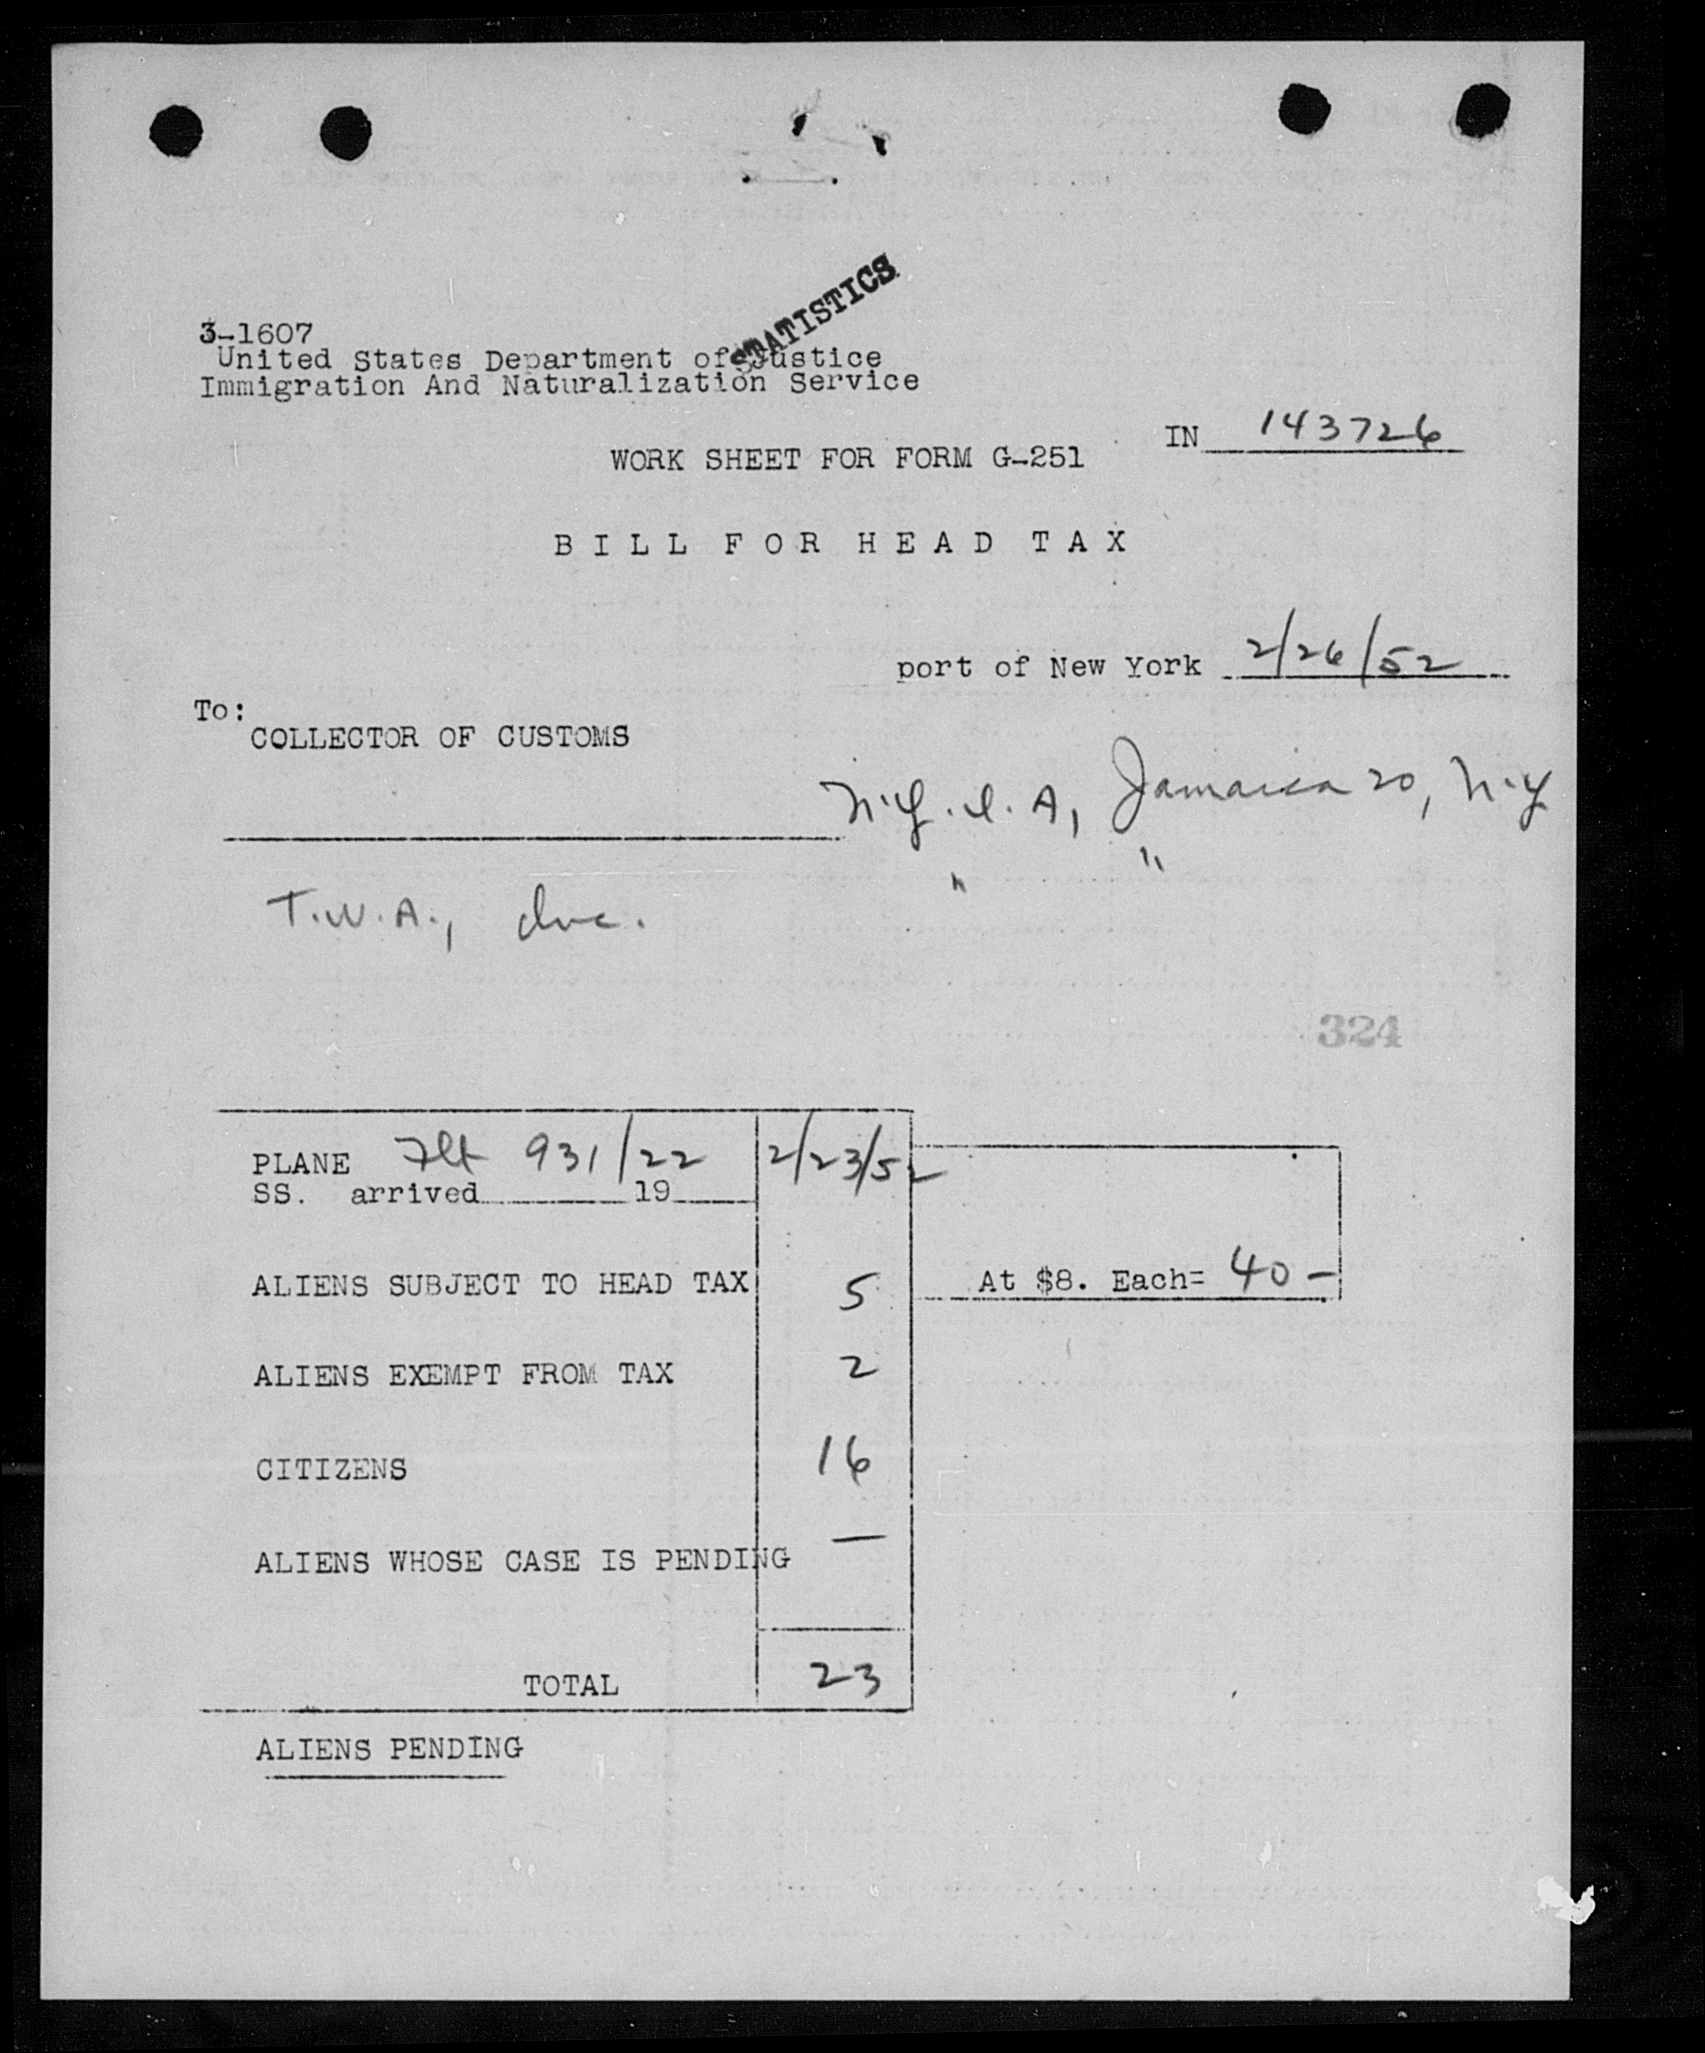 STATISTICS
3-1607
United States Department of Justice
Immigration And Naturalization Service
IN 143726
WORK SHEET FOR FORM G-251
BILL FOR HEAD TAX
port of New York 2/26/52
To:
COLLECTOR OF CUSTOMS
N.Y.I.A, Jamaica 20, N.Y
" "
T.W.A., Inc.
324
PLANE Flt 931/22 2/23/52
SS. arrived 19
ALIENS SUBJECT TO HEAD TAX 5 At $8. Each= 40 -
ALIENS EXEMPT FROM TAX 2
CITIZENS 16
ALIENS WHOSE CASE IS PENDING —
TOTAL 23
ALIENS PENDING